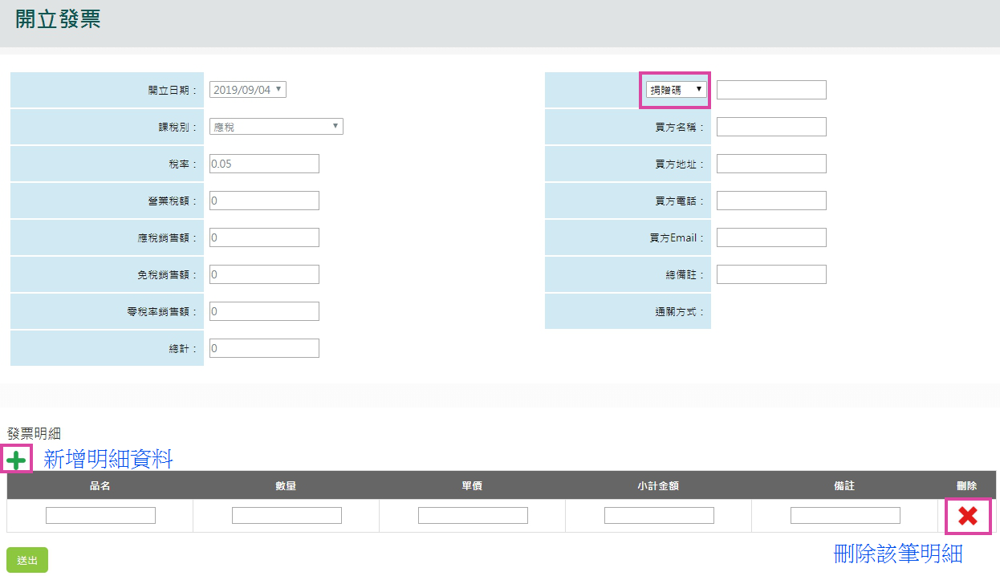 開立發票
開立日期：
2019/09/04
捐贈碼
課稅別：
應稅
買方名稱：
稅率：
0.05
買方地址：
營業稅額：
0
買方電話：
應稅銷售額：
0
買方Email：
免稅銷售額：
0
總備註：
零稅率銷售額：
0
通關方式：
總計：
0
發票明細
新增明細資料
品名 數量 單價 小計金額 備註 刪除
刪除該筆明細
送出